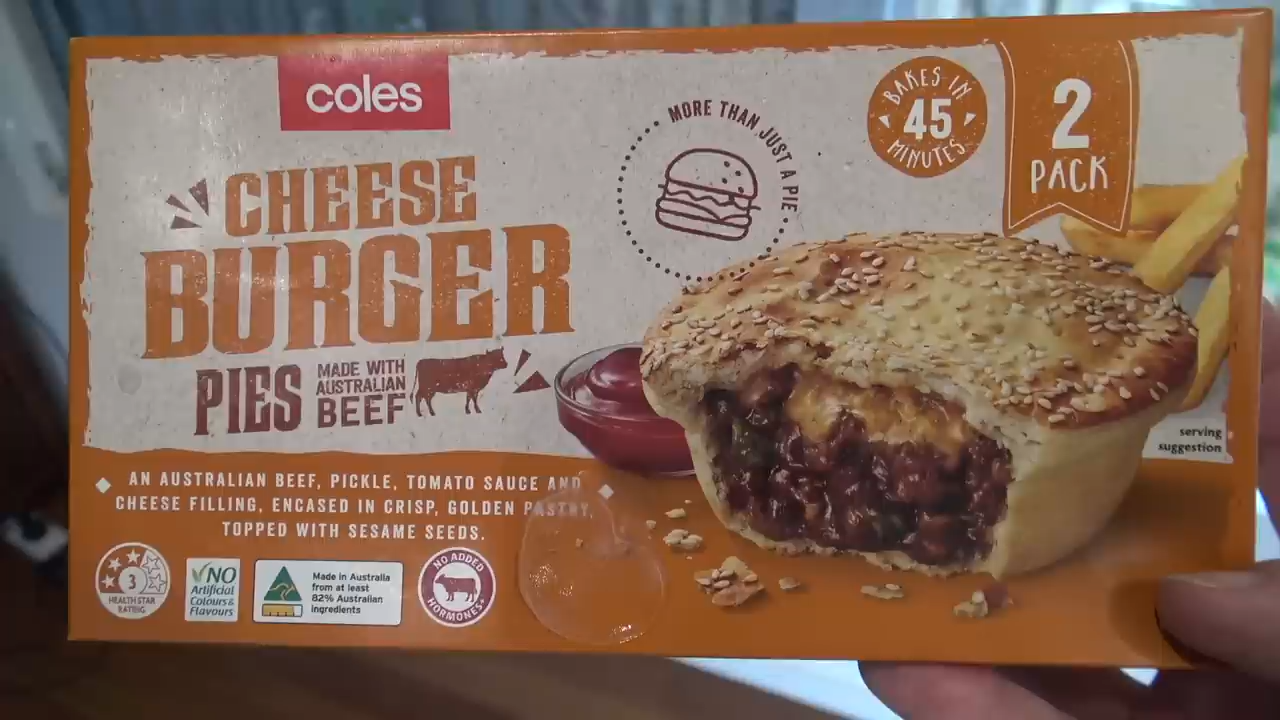 coles
CHEESE
BURGER
PIES
MADE WITH
AUSTRALIAN
BEEF
MORE THAN JUST A PIE
BAKES IN
45
MINUTES
2
PACK
serving
suggestion
AN AUSTRALIAN BEEF, PICKLE, TOMATO SAUCE AND
CHEESE FILLING, ENCASED IN CRISP, GOLDEN PASTRY,
TOPPED WITH SESAME SEEDS.
3
HEALTH STAR
RATING
NO
Artificial
Colours &
Flavours
Made in Australia
from at least
82% Australian
ingredients
NO ADDED
HORMONES*